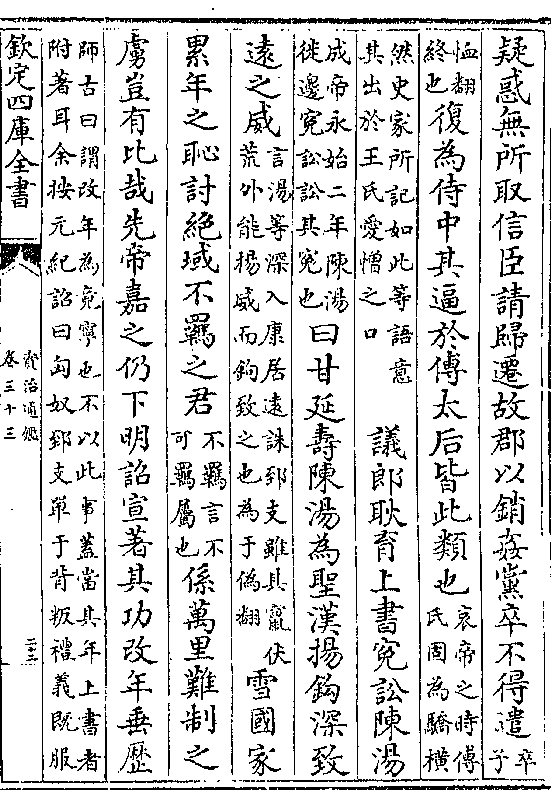 疑惑無所取信臣請歸遷故郡以銷姦黨卒不得遣卒子
恤翻終也復為侍中其逼於傅太后皆此類也哀帝之時傅氏固為驕横
然史家所記如此等語意其出於王氏愛憎之口 議郎耿育上書寃訟陳湯
成帝永始二年陳湯徙邊寃訟訟其寃也曰甘延壽陳湯為聖漢揚鈎深致
遠之威言湯等深入康居遠誅郅支雖其竄伏荒外能揚威而鈎致之也為于偽翻雪國家
累年之恥討絶域不羈之君不羈言不可羈屬也係萬里難制之
虜豈有比哉先帝嘉之仍下明詔宣著其功改年垂歴
師古曰謂改年為竟寧也不以此事蓋當其年上書者附著耳余按元紀詔曰匈奴郅支單于背叛禮義既服
欽定四庫全書
資治通鑑
卷三十三
二十三